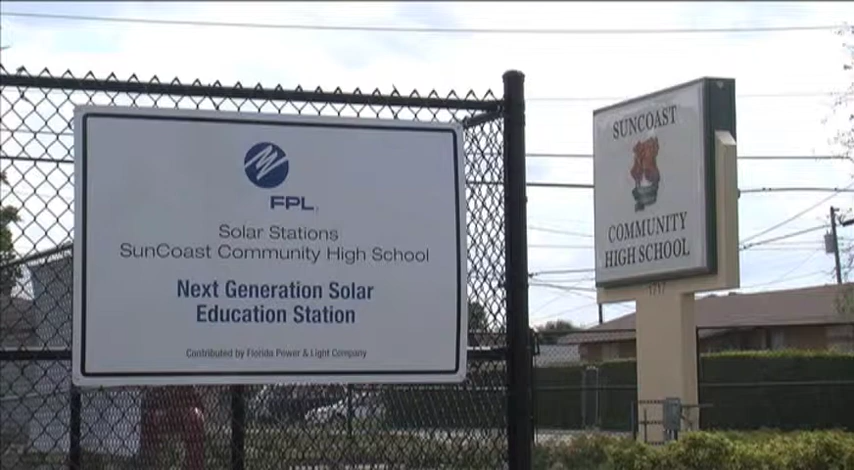 FPL
Solar Stations
SunCoast Community High School
Next Generation Solar
Education Station
Contributed by Florida Power & Light Company
SUNCOAST
COMMUNITY
HIGH SCHOOL
1717